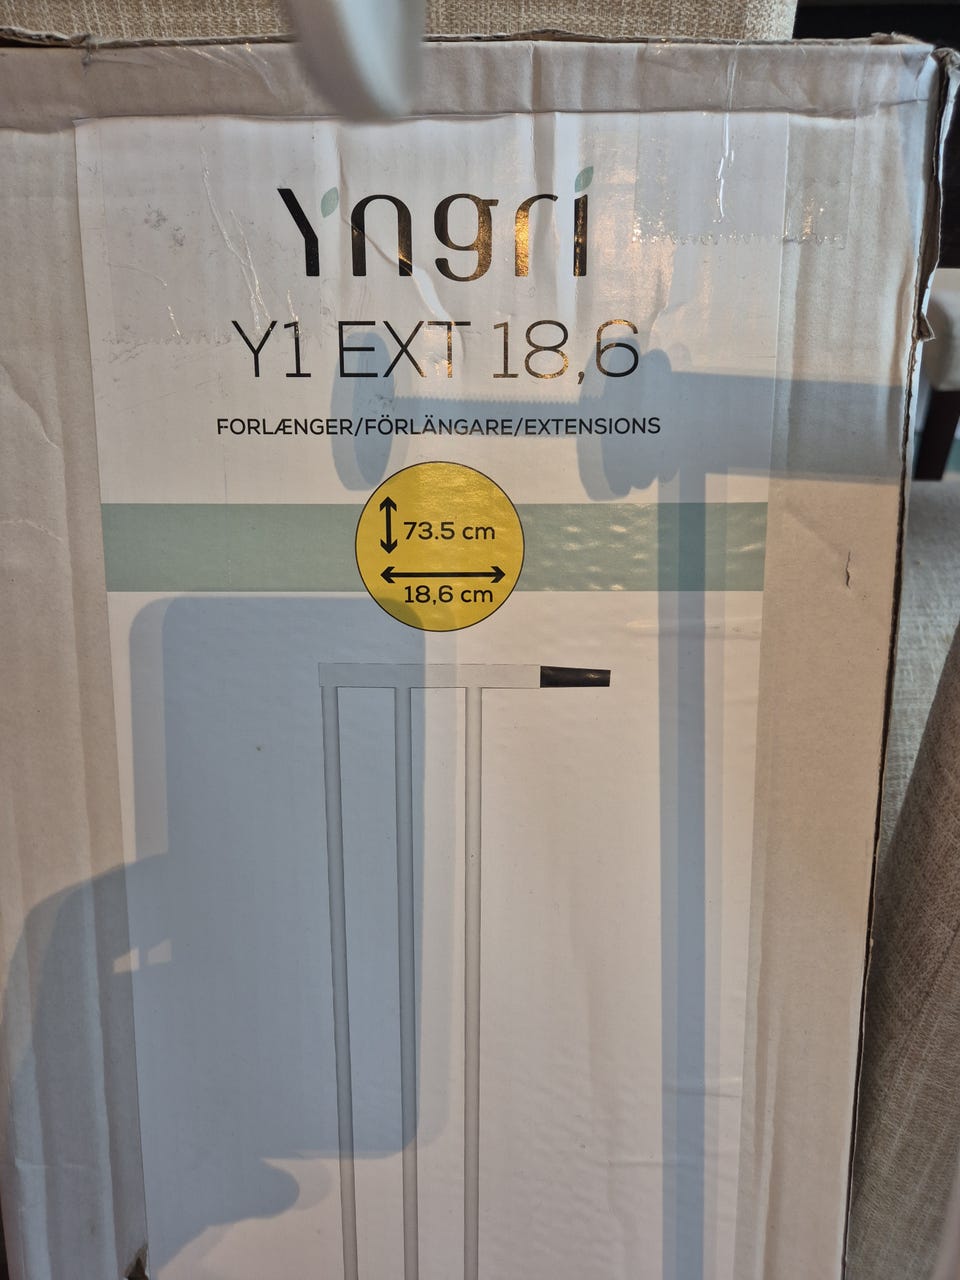 Yngri
Y1 EXT 18,6
FORLÆNGER/FÖRLÄNGARE/EXTENSIONS
73.5 cm
18,6 cm